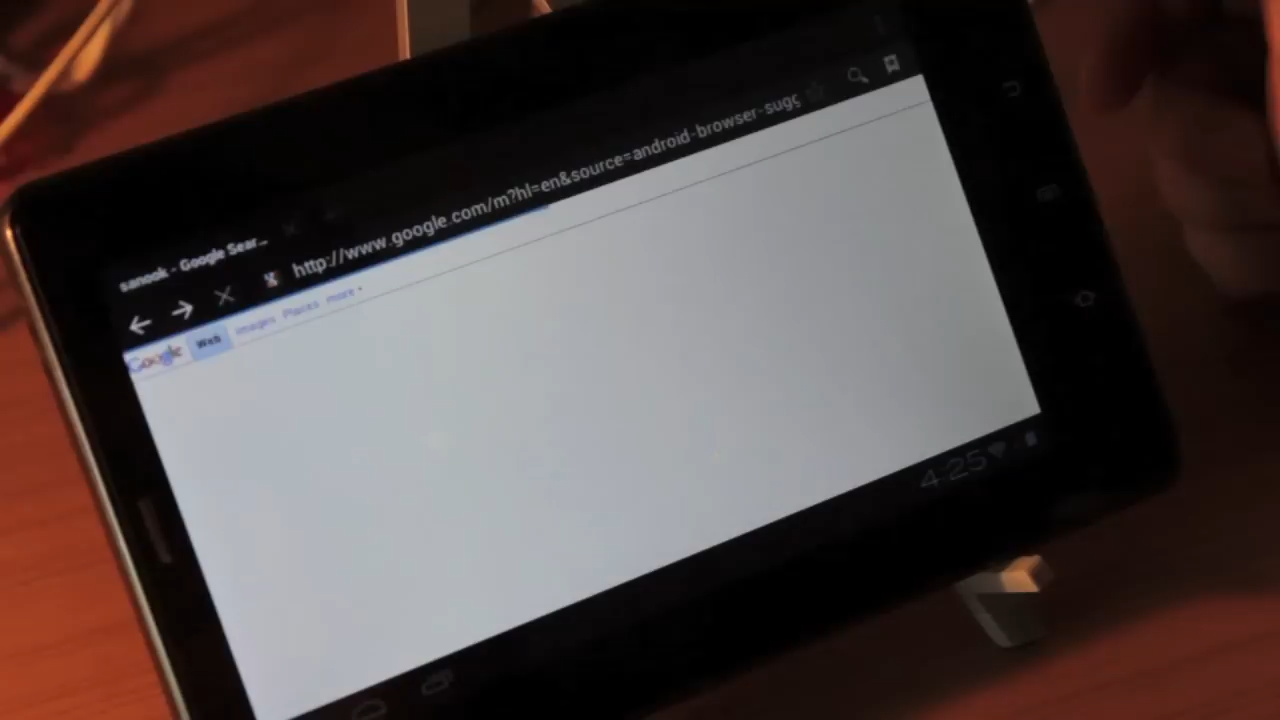 sanook - Google Sear...
http://www.google.com/m?hl=en&source=android-browser-sugg
Google Web Images Places more
4:25